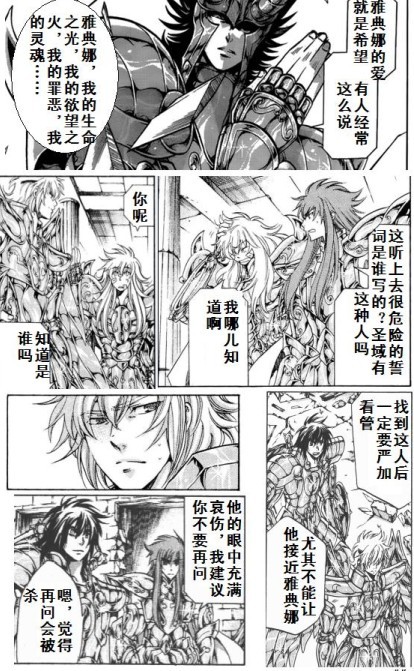 雅典娜的爱
就是希望
有人经常
这么说
雅典娜，我的生命
之光，我的欲望之
火，我的罪恶，我
的灵魂……
这听上去很危险的誓
词是谁写的？圣域有
这种人吗
我哪儿知
道啊
你呢
知道是
谁吗
找到这人后
一定要严加
看管
尤其不能让
他接近雅典娜
他的眼中充满
哀伤，我建议
你不要再问
嗯，觉得
再问会被
杀